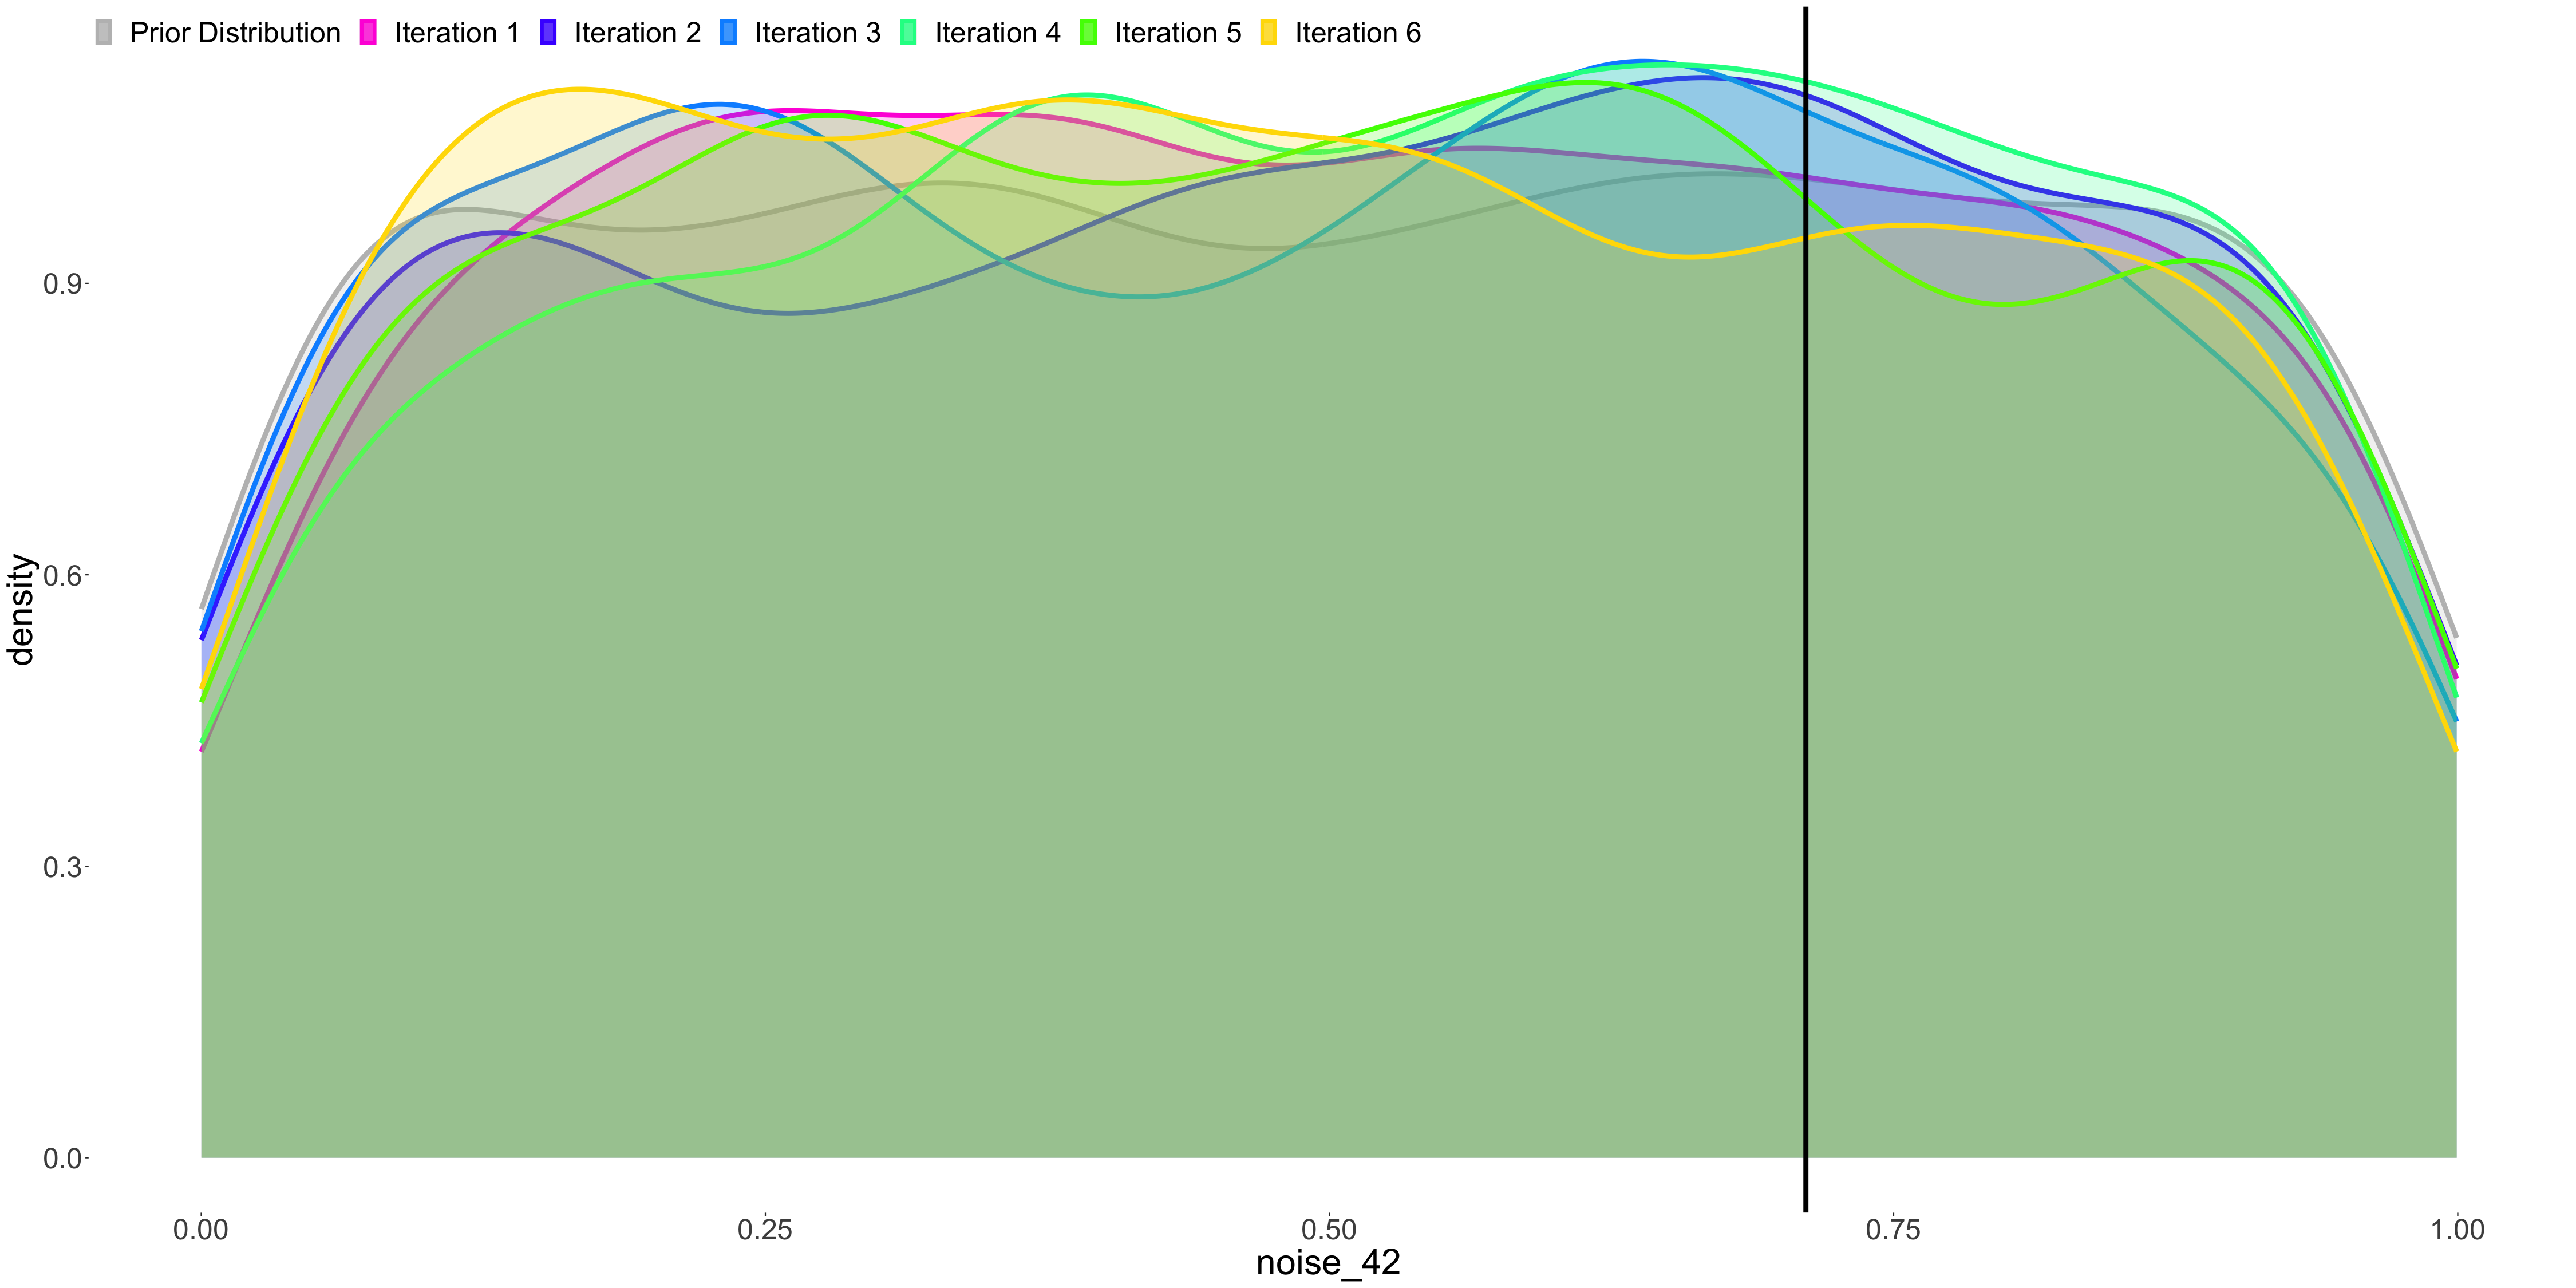 Prior Distribution Iteration 1 Iteration 2 Iteration 3 Iteration 4 Iteration 5 Iteration 6
density
0.9
0.6
0.3
0.0
0.00 0.25 0.50 0.75 1.00
noise_42